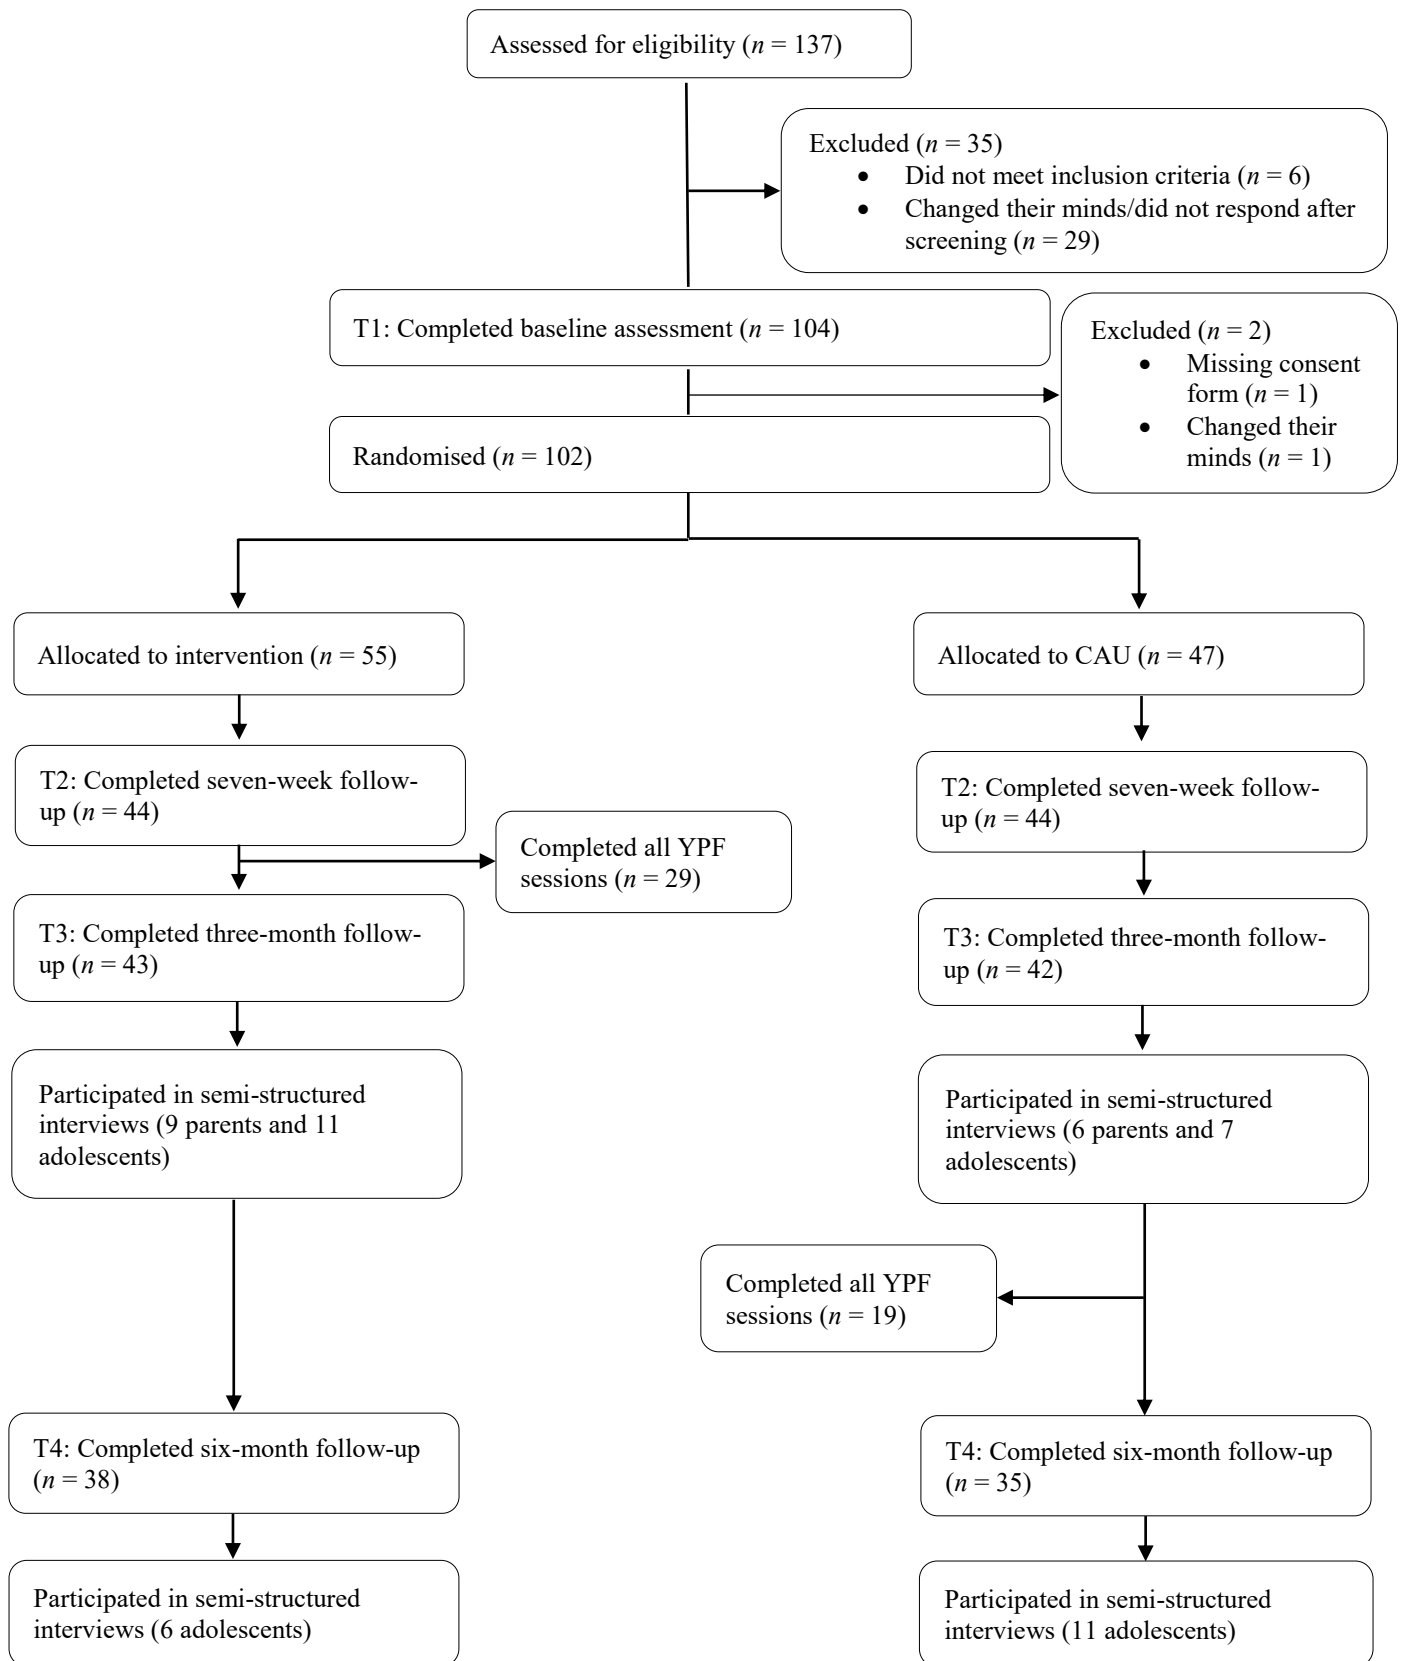 Assessed for eligibility (n = 137)
Excluded (n = 35)
• Did not meet inclusion criteria (n = 6)
• Changed their minds/did not respond after
screening (n = 29)
T1: Completed baseline assessment (n = 104)
Excluded (n = 2)
• Missing consent
form (n = 1)
• Changed their
minds (n = 1)
Randomised (n = 102)
Allocated to intervention (n = 55)
Allocated to CAU (n = 47)
T2: Completed seven-week follow-
up (n = 44)
T2: Completed seven-week follow-
up (n = 44)
Completed all YPF
sessions (n = 29)
T3: Completed three-month follow-
up (n = 43)
T3: Completed three-month follow-
up (n = 42)
Participated in semi-structured
interviews (9 parents and 11
adolescents)
Participated in semi-structured
interviews (6 parents and 7
adolescents)
Completed all YPF
sessions (n = 19)
T4: Completed six-month follow-up
(n = 38)
T4: Completed six-month follow-up
(n = 35)
Participated in semi-structured
interviews (6 adolescents)
Participated in semi-structured
interviews (11 adolescents)